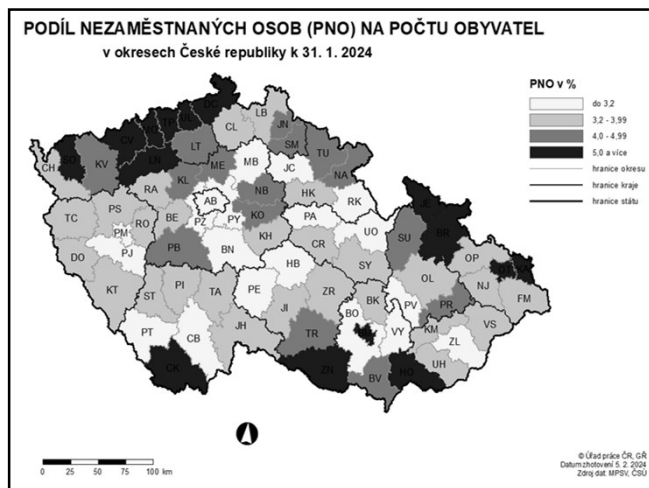 PODÍL NEZAMĚSTNANÝCH OSOB (PNO) NA POČTU OBYVATEL
v okresech České republiky k 31. 1. 2024
PNO v %
do 3,2
3,2 - 3,99
4,0 - 4,99
5,0 a více
hranice okresu
hranice kraje
hranice státu
DC
UL
TP
LB
CL
JN
SM
CV
LT
TU
SO
KV
LN
ME
MB
JC
NA
CH
KL
RA
AB
NB
HK
RK
JE
TC
PS
RO
BE
PZ
PY
KO
PA
UO
SU
BR
PM
PJ
KH
CR
OP
KA
DO
PB
BN
HB
SY
OL
NJ
FM
KT
ST
PI
TA
PE
ZR
BK
PV
PR
JI
BO
VY
KM
VS
PT
CB
JH
TR
ZL
CK
ZN
BV
HO
UH
0 25 50 75 100 km
© Úřad práce ČR, GŘ
Datum zhotovení 5. 2. 2024
Zdroj dat: MPSV, ČSÚ